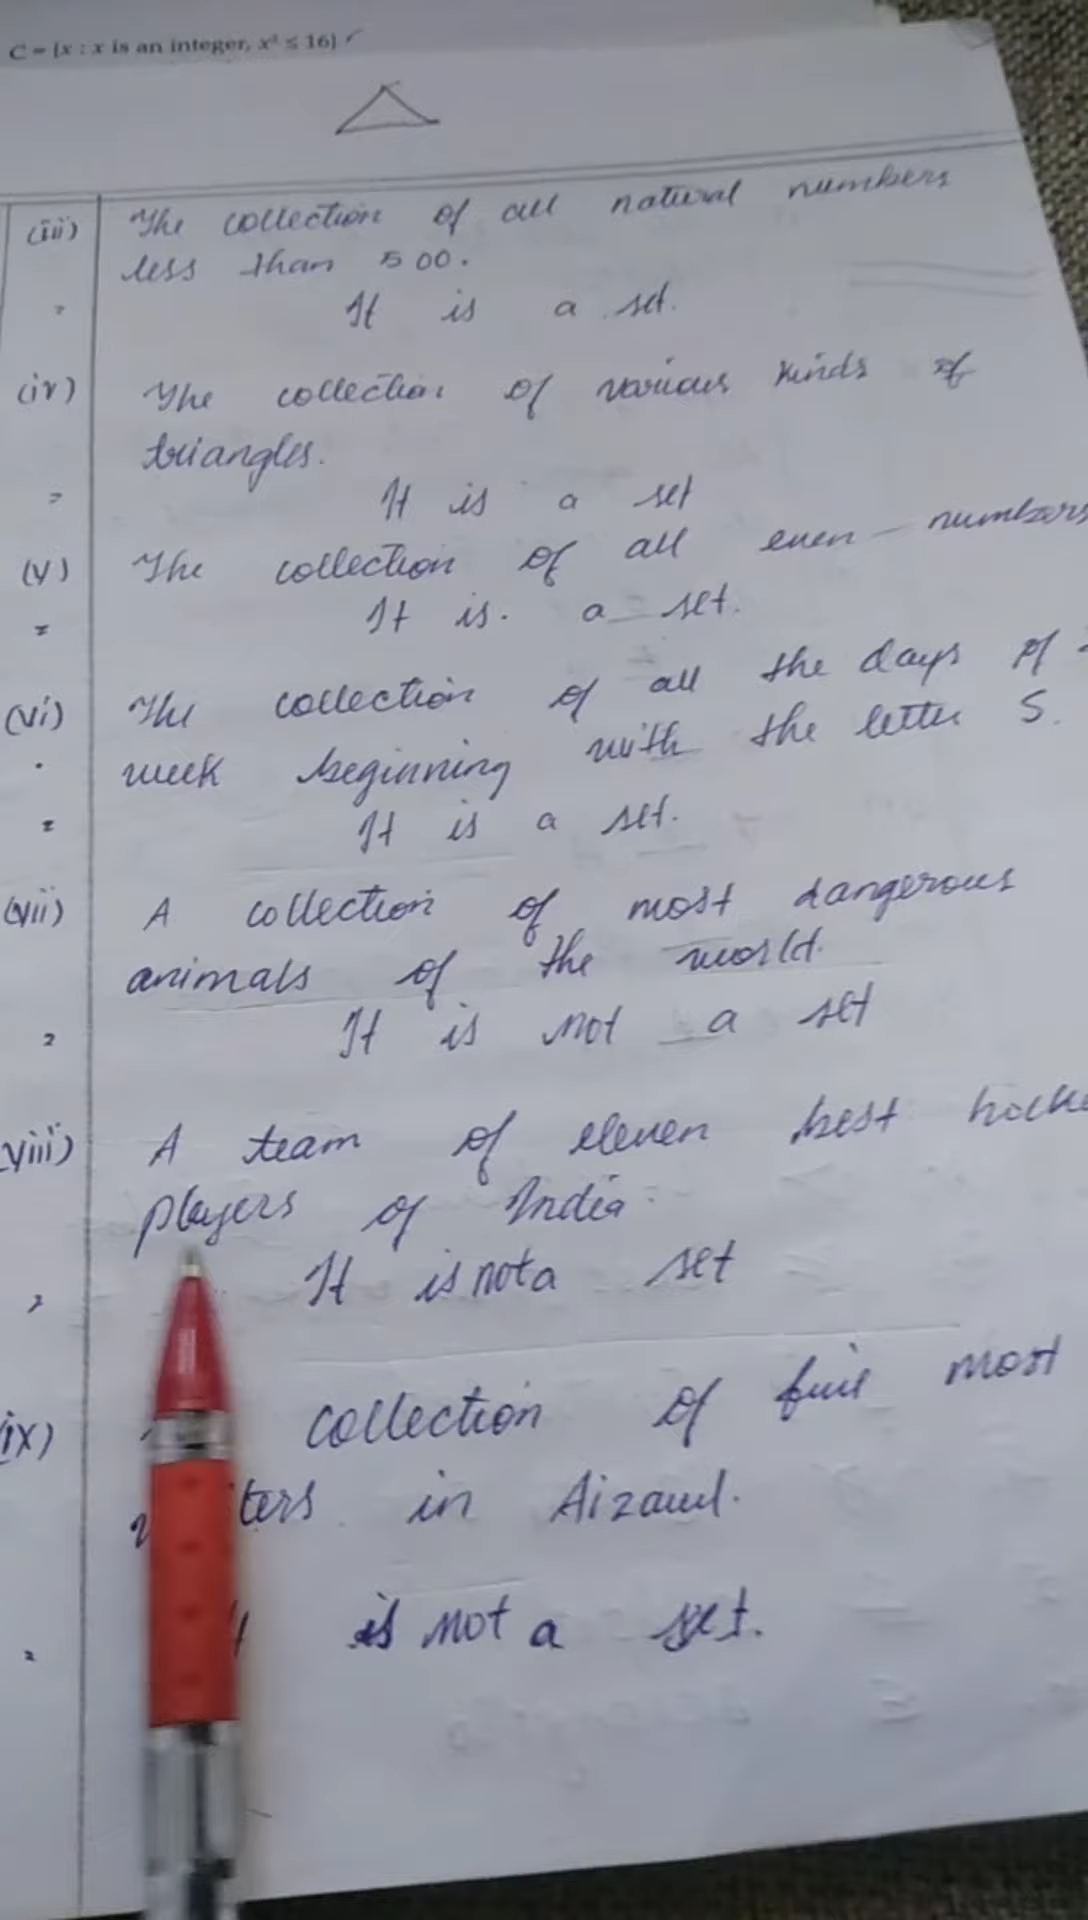 C = {x : x is an integer, x² ≤ 16}
(iii) The collection of all natural numbers
less than 500.
It is a set.
(iv) The collection of various kinds of
triangles.
It is a set
(v) The collection of all even numbers
= It is a set.
(vi) The collection of all the days of
week beginning with the letter S.
= It is a set.
(vii) A collection of most dangerous
animals of the world.
It is not a set
(viii) A team of eleven best
players of India
It is not a set
(ix) collection of five most
in Aizawl.
is not a set.